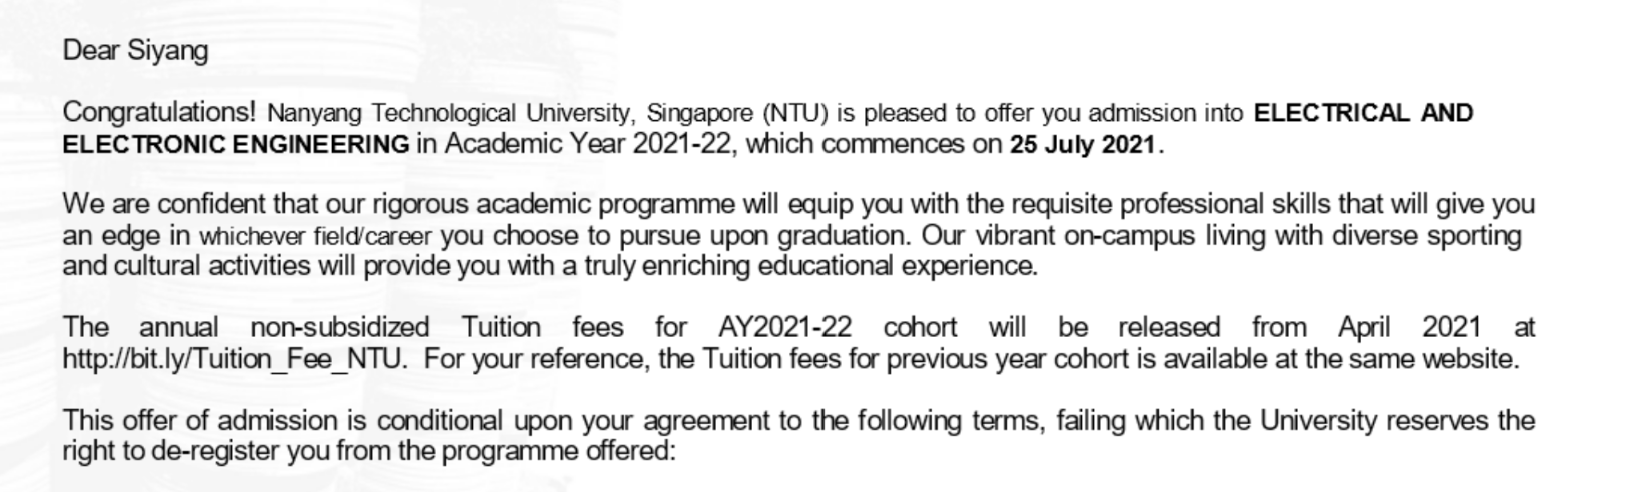 Dear Siyang
Congratulations! Nanyang Technological University, Singapore (NTU) is pleased to offer you admission into ELECTRICAL AND
ELECTRONIC ENGINEERING in Academic Year 2021-22, which commences on 25 July 2021.
We are confident that our rigorous academic programme will equip you with the requisite professional skills that will give you
an edge in whichever field/career you choose to pursue upon graduation. Our vibrant on-campus living with diverse sporting
and cultural activities will provide you with a truly enriching educational experience.
The annual non-subsidized Tuition fees for AY2021-22 cohort will be released from April 2021 at
http://bit.ly/Tuition_Fee_NTU. For your reference, the Tuition fees for previous year cohort is available at the same website.
This offer of admission is conditional upon your agreement to the following terms, failing which the University reserves the
right to de-register you from the programme offered: